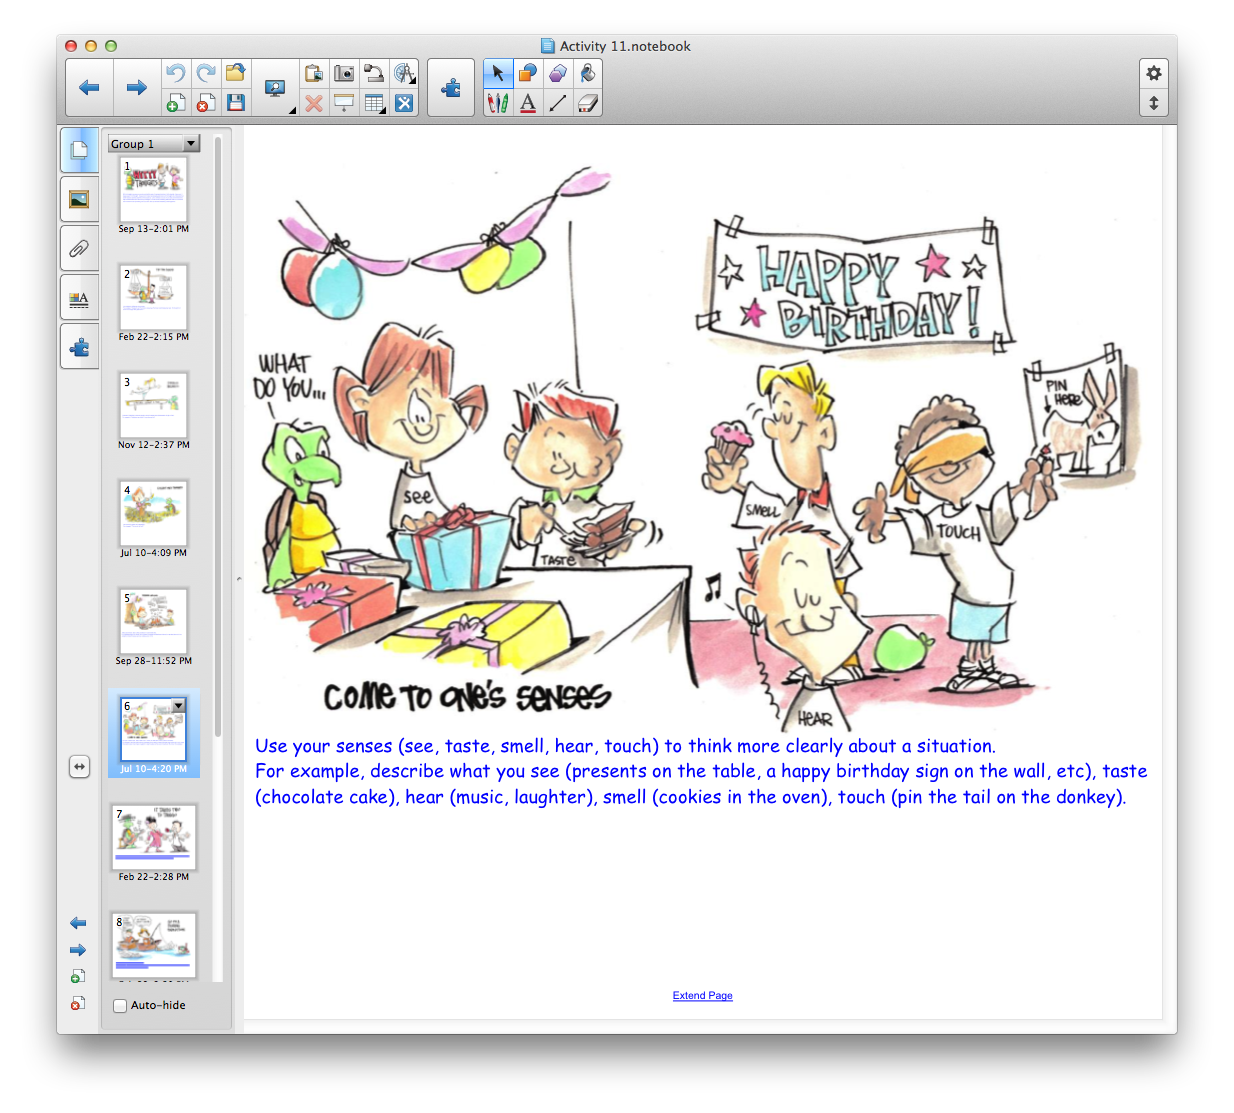 Activity 11.notebook
Group 1
1
Sep 13-2:01 PM
2
Feb 22-2:15 PM
3
Nov 12-2:37 PM
4
Jul 10-4:09 PM
5
Sep 28-11:52 PM
6
Jul 10-4:20 PM
7
Feb 22-2:28 PM
8
Auto-hide
HAPPY
BIRTHDAY!
WHAT
DO YOU...
PIN
HERE
SEE
TASTE
SMELL
TOUCH
HEAR
COME TO ONE'S SENSES
Use your senses (see, taste, smell, hear, touch) to think more clearly about a situation.
For example, describe what you see (presents on the table, a happy birthday sign on the wall, etc), taste
(chocolate cake), hear (music, laughter), smell (cookies in the oven), touch (pin the tail on the donkey).
Extend Page